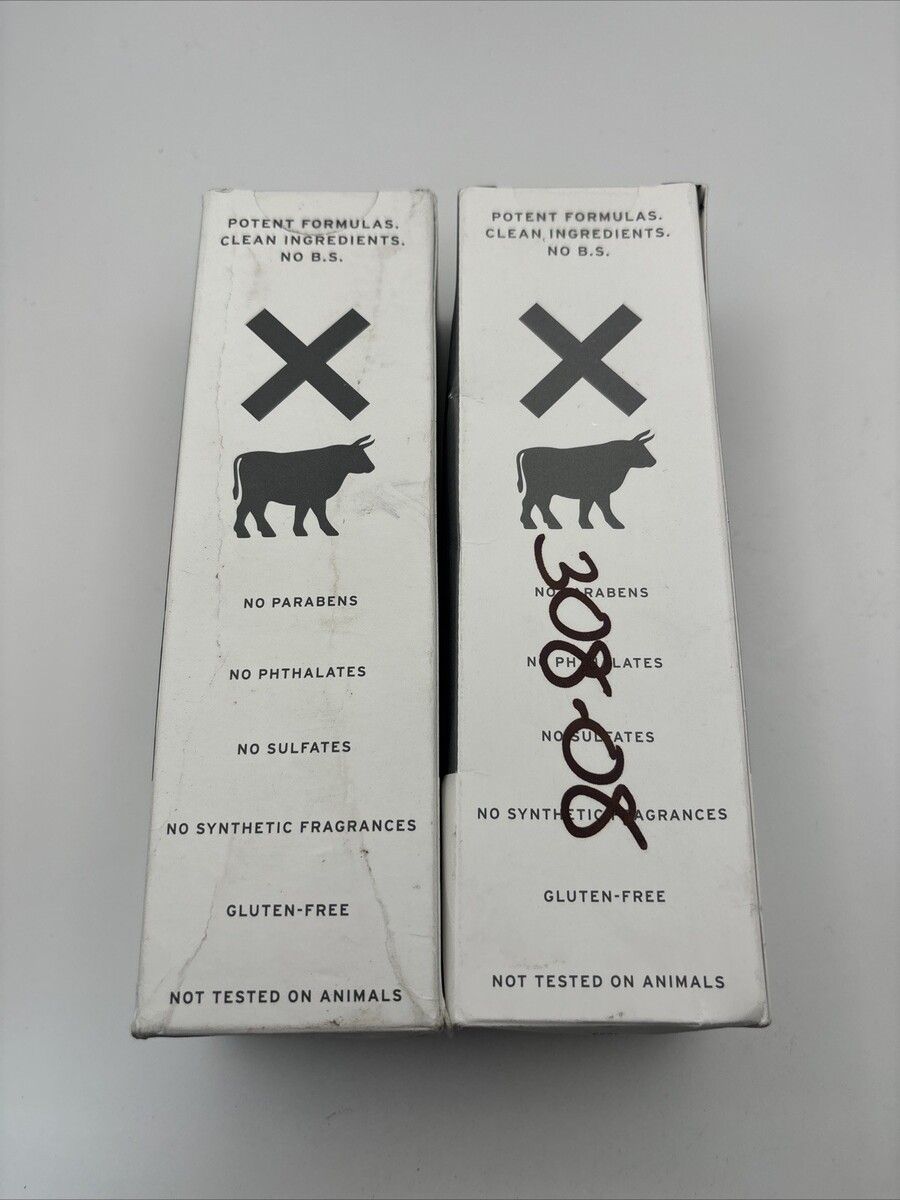 POTENT FORMULAS.
CLEAN INGREDIENTS.
NO B.S.
NO PARABENS
NO PHTHALATES
NO SULFATES
NO SYNTHETIC FRAGRANCES
GLUTEN-FREE
NOT TESTED ON ANIMALS
POTENT FORMULAS.
CLEAN INGREDIENTS.
NO B.S.
308-08
NO PARABENS
NO PHTHALATES
NO SULFATES
NO SYNTHETIC FRAGRANCES
GLUTEN-FREE
NOT TESTED ON ANIMALS